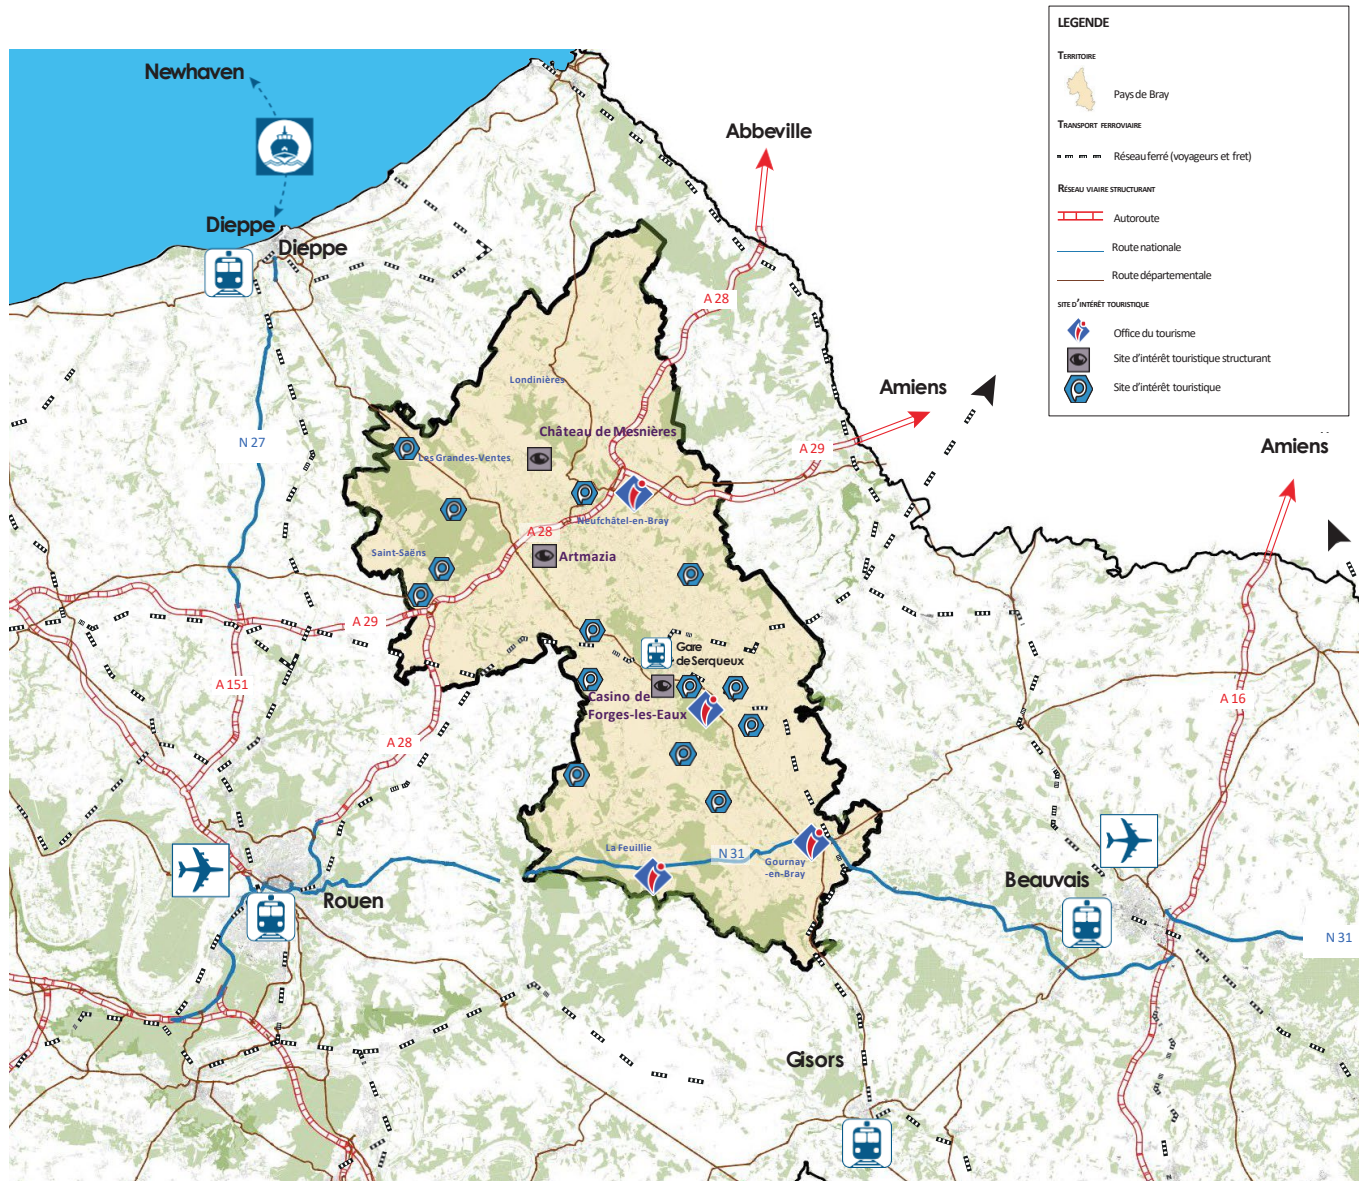 LEGENDE
TERRITOIRE
Pays de Bray
TRANSPORT FERROVIAIRE
Réseau ferré (voyageurs et fret)
RÉSEAU VIAIRE STRUCTURANT
Autoroute
Route nationale
Route départementale
SITE D'INTÉRÊT TOURISTIQUE
Office du tourisme
Site d'intérêt touristique structurant
Site d'intérêt touristique
Newhaven
Abbeville
Dieppe
Dieppe
A 28
Londinières
Amiens
Château de Mesnières
N 27
A 29
Amiens
Les Grandes-Ventes
Neufchâtel-en-Bray
A 28
Saint-Saëns
Artmazia
A 29
Gare
de Serqueux
A 151
Casino de
Forges-les-Eaux
A 16
A 28
La Feuillie
N 31
Gournay
-en-Bray
Beauvais
Rouen
N 31
Gisors